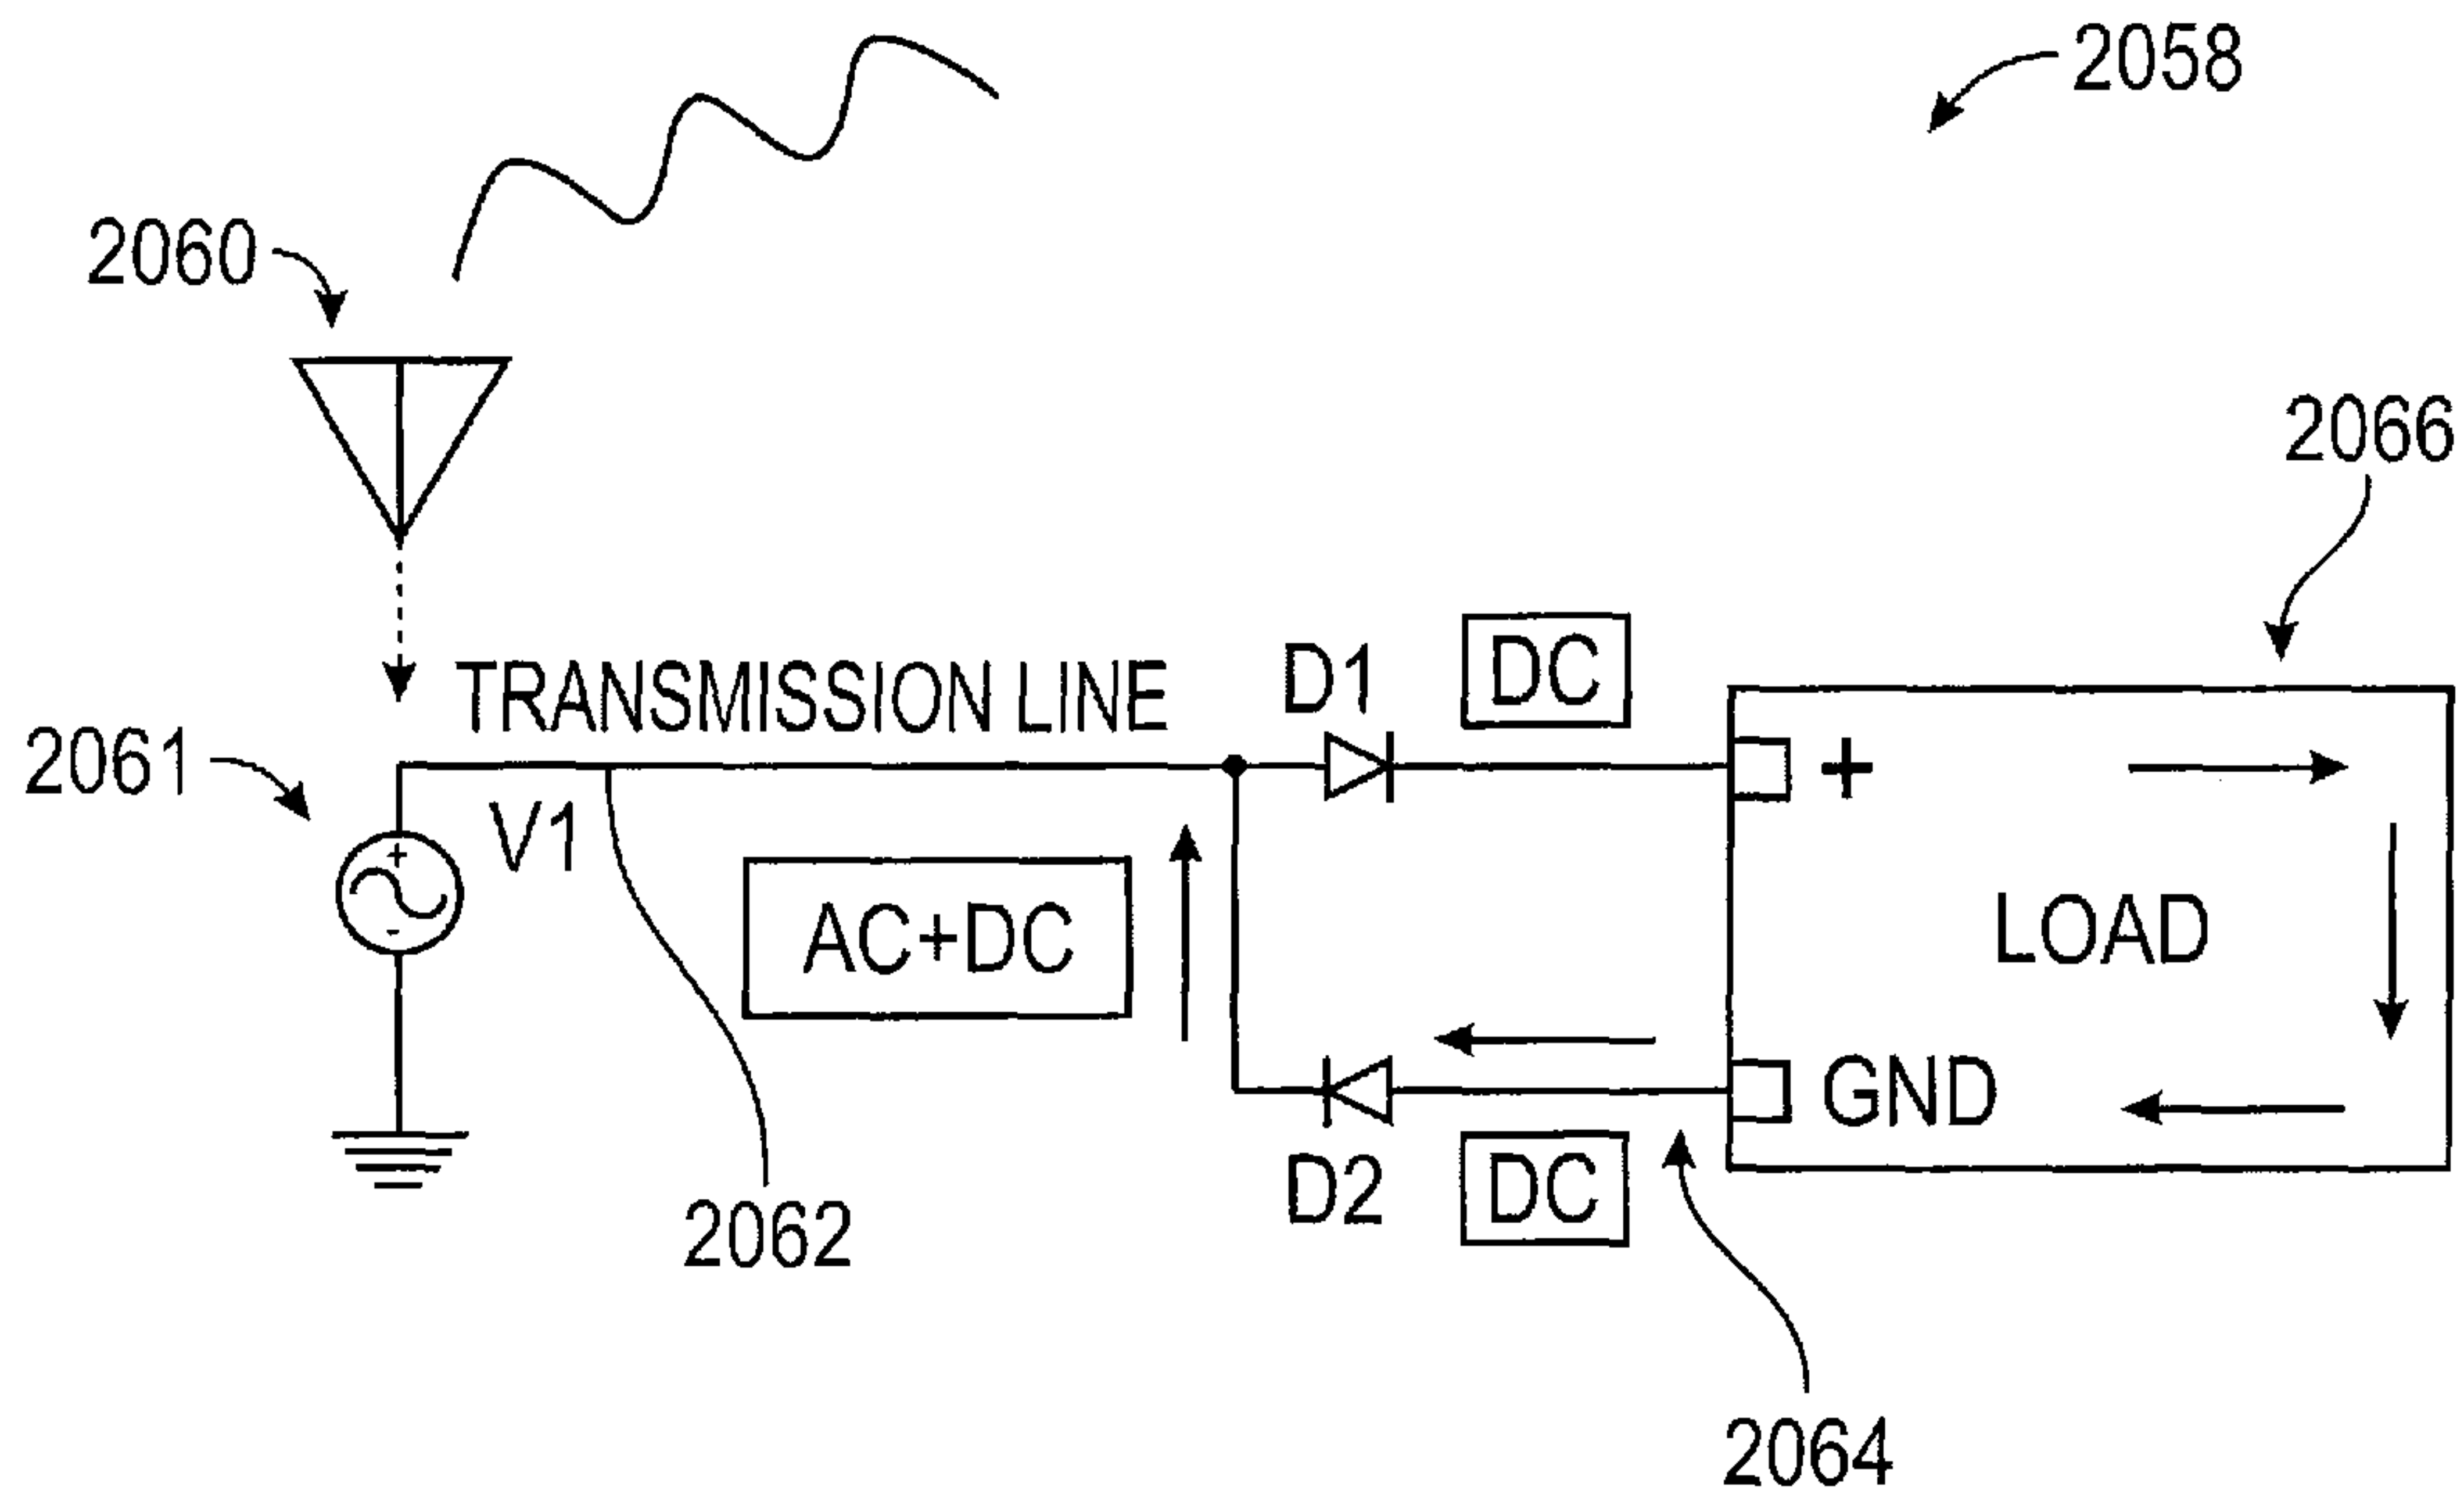 2058
2060
2066
D1
DC
TRANSMISSION LINE
2061
+
V1
+
-
AC+DC
LOAD
GND
D2
DC
2062
2064